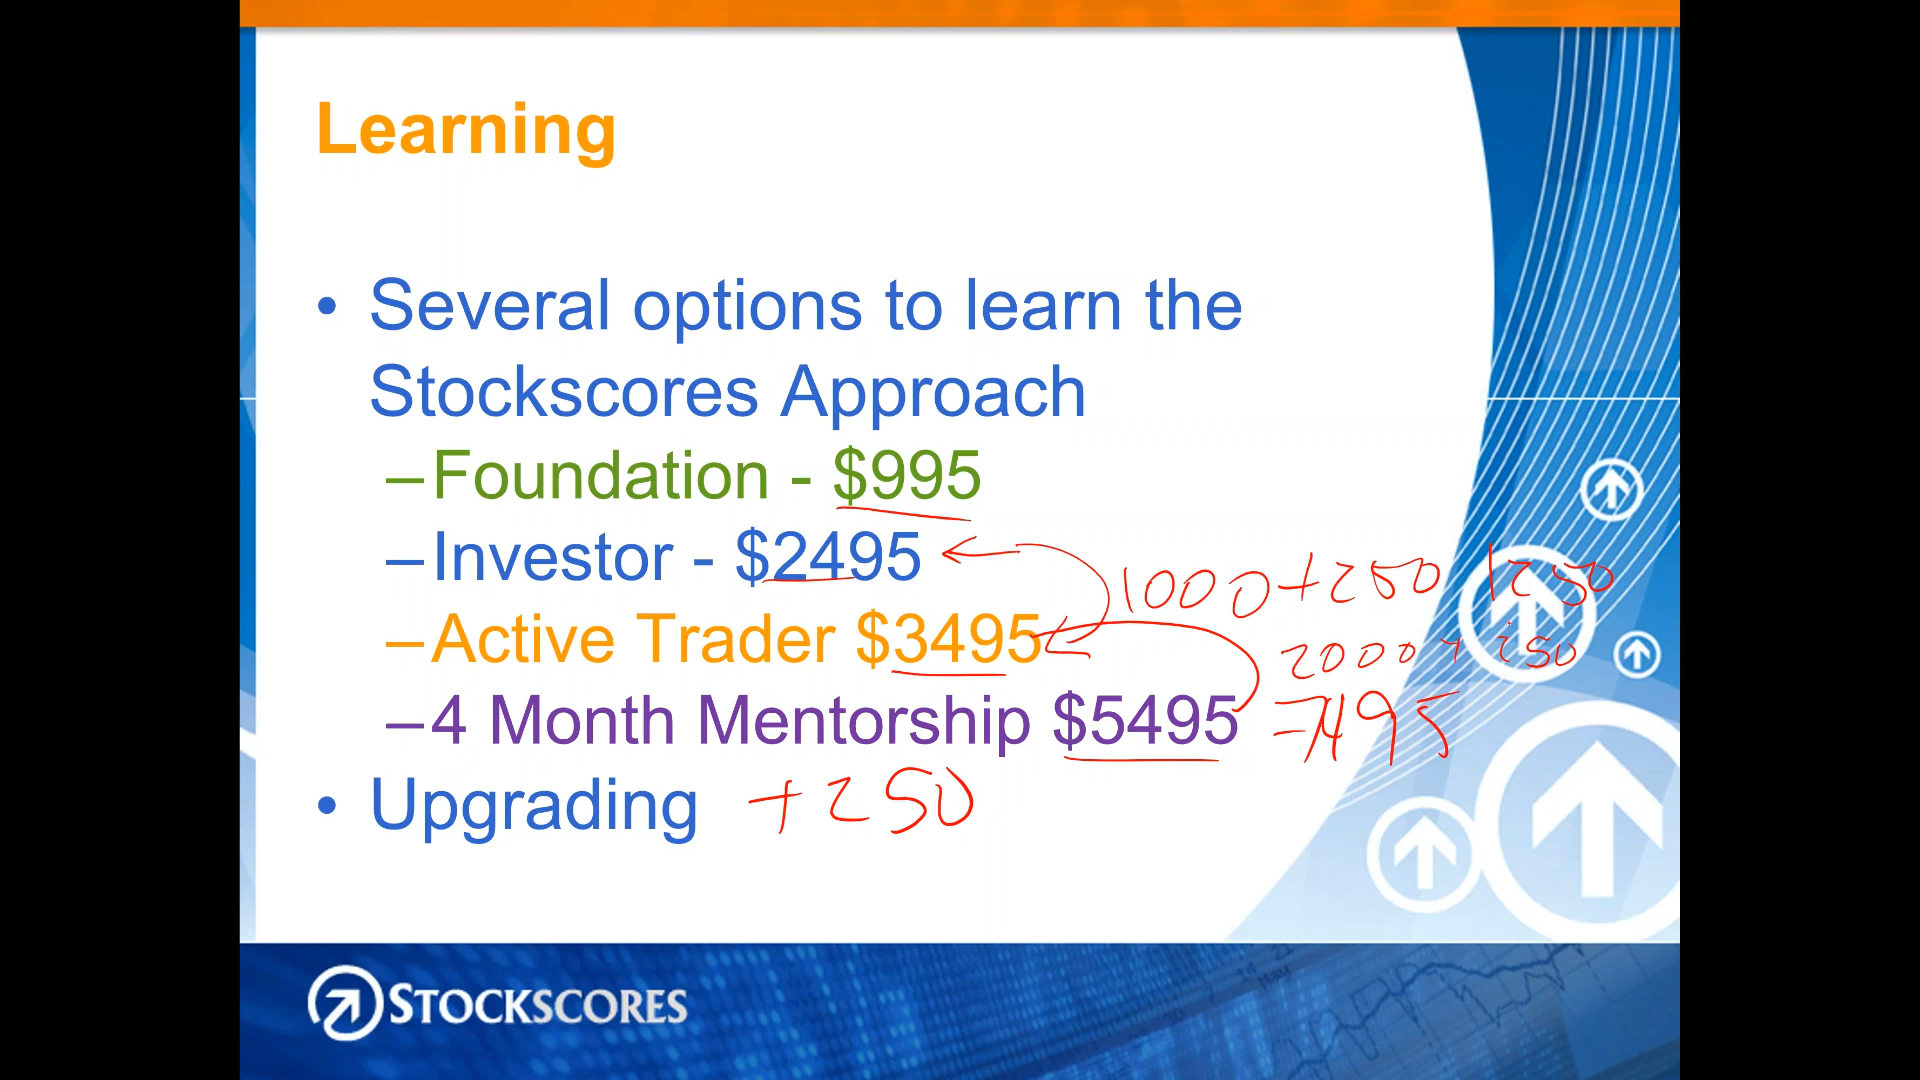 Learning
• Several options to learn the
Stockscores Approach
–Foundation - $995
–Investor - $2495
1000+250 1250
–Active Trader $3495
2000+ 250
–4 Month Mentorship $5495
• Upgrading +250
STOCKSCORES